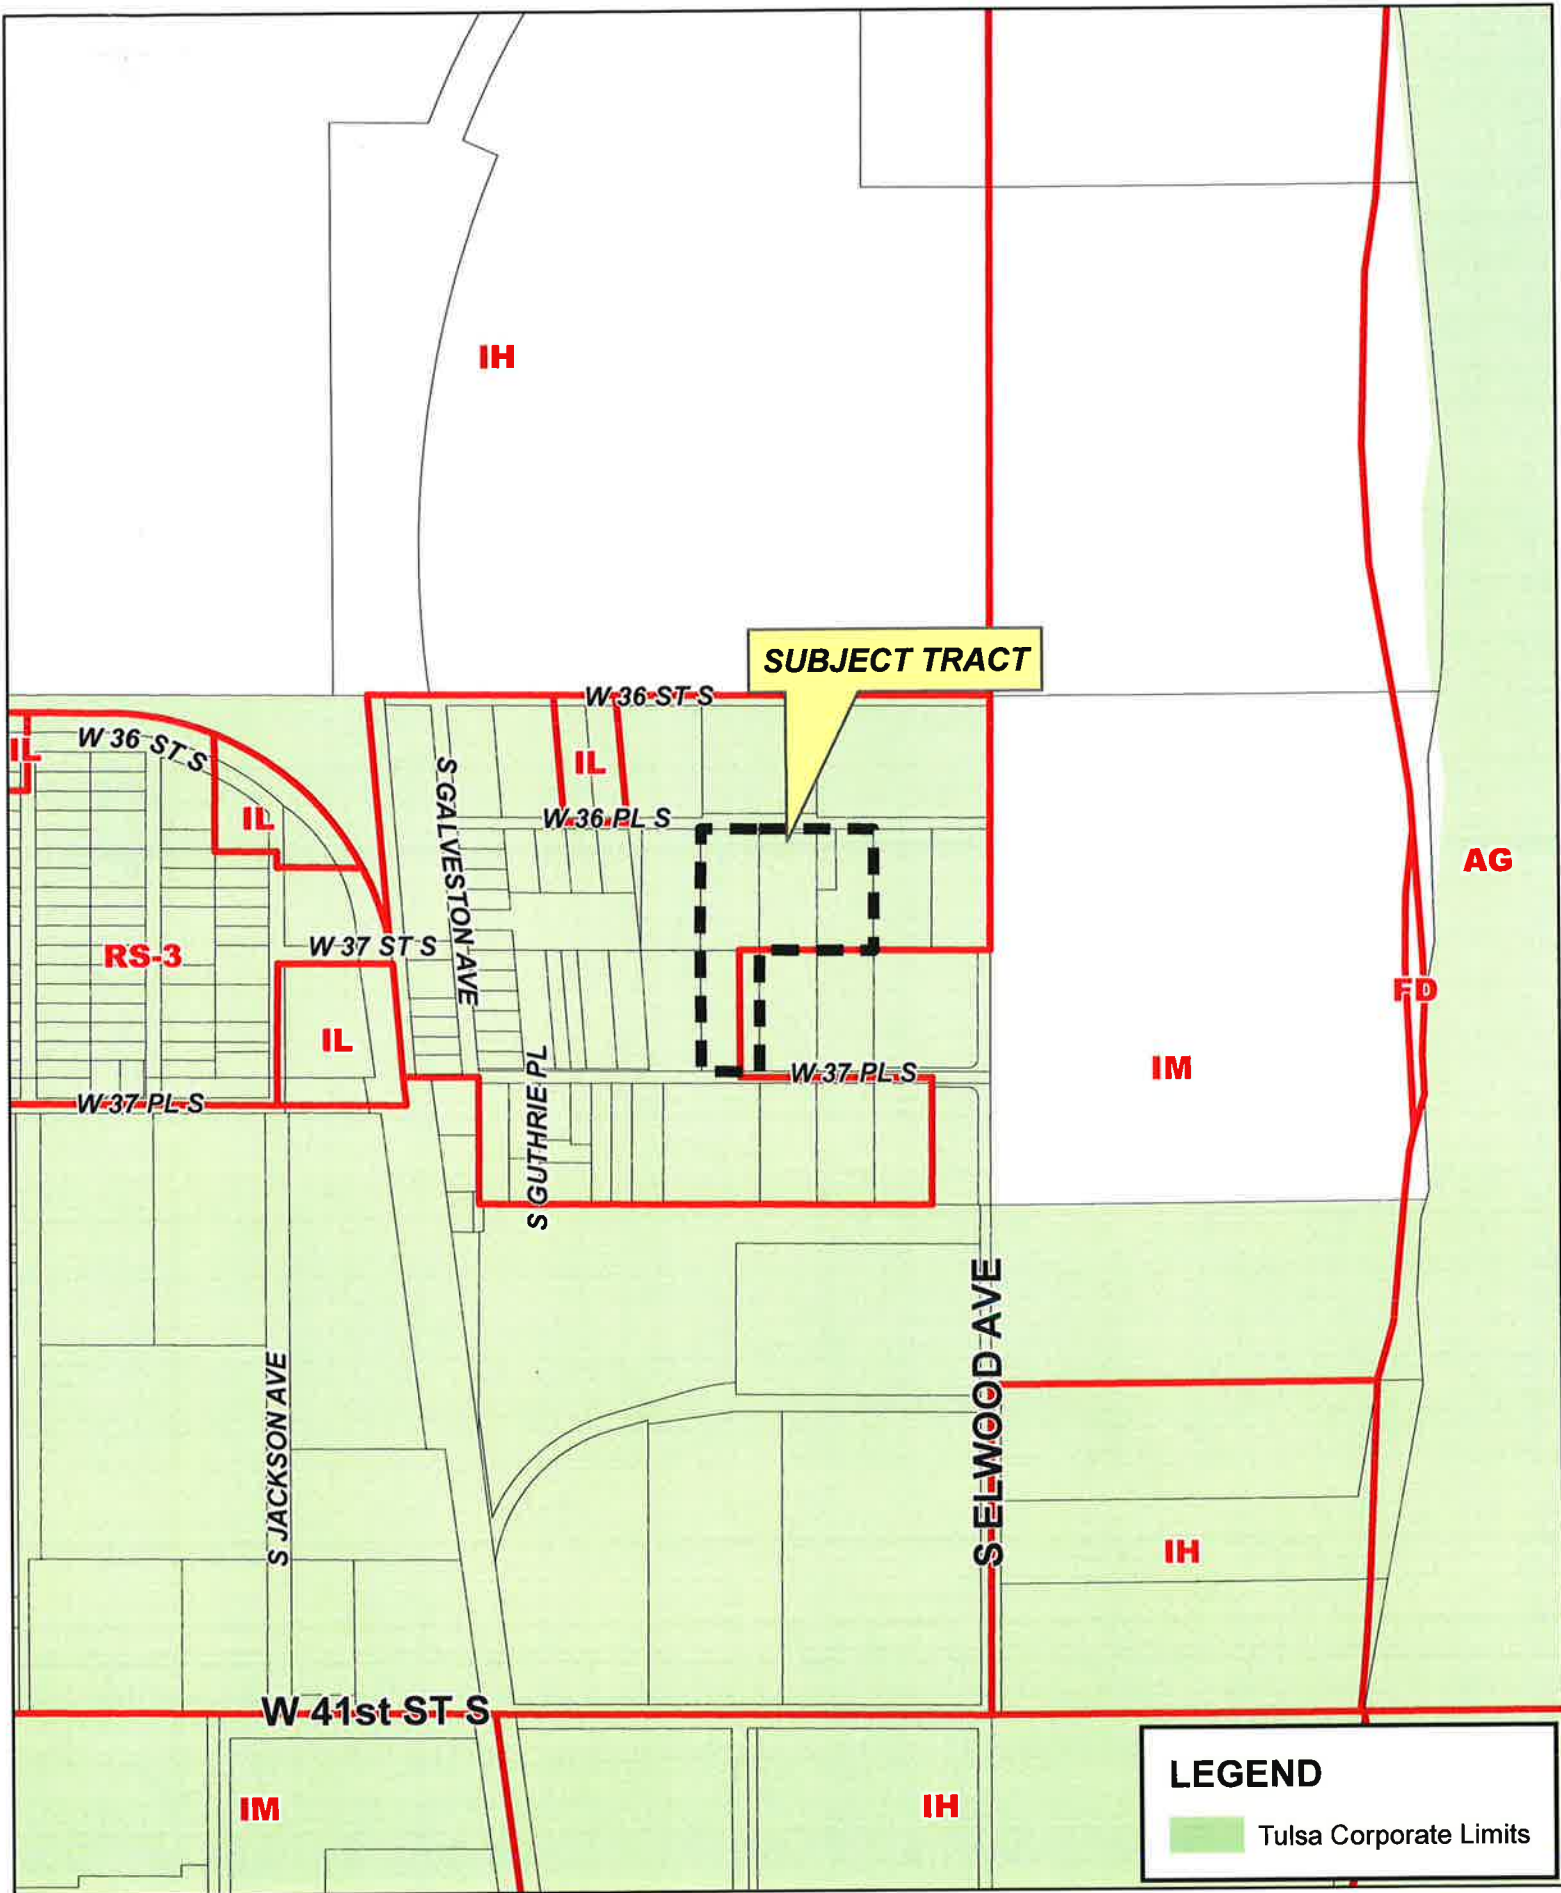 IH
SUBJECT TRACT
W 36 ST S
IL
W 36 ST S
IL
IL
W 36 PL S
S GALVESTON AVE
AG
RS-3
W 37 ST S
FD
IL
IM
W 37 PL S
W 37 PL S
S GUTHRIE PL
S ELWOOD AVE
S JACKSON AVE
IH
W 41st ST S
IM
IH
LEGEND
Tulsa Corporate Limits